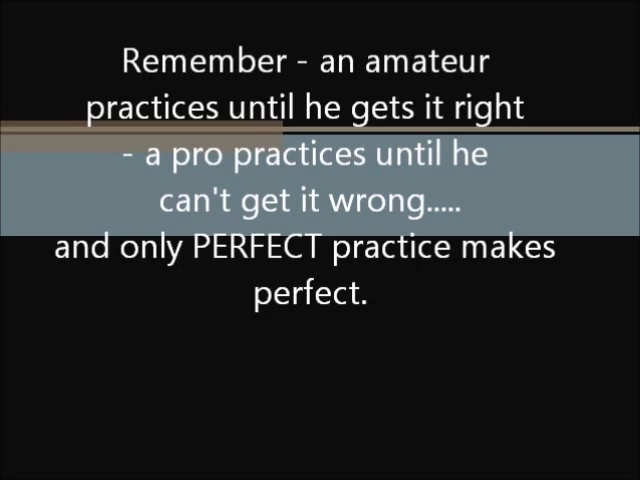 Remember - an amateur
practices until he gets it right
- a pro practices until he
can't get it wrong.....
and only PERFECT practice makes
perfect.